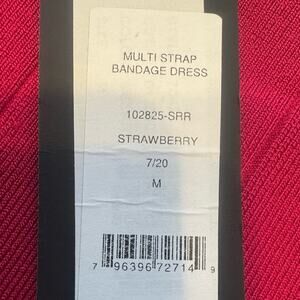 MULTI STRAP
BANDAGE DRESS
102825-SRR
STRAWBERRY
7/20
M
7 96396 72714 9